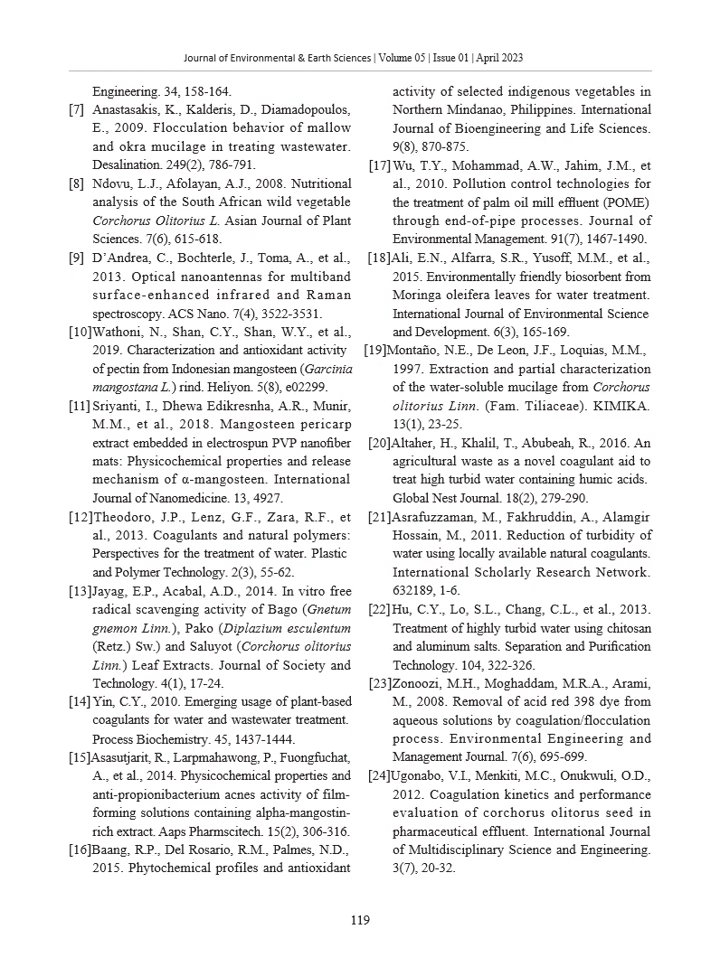 Journal of Environmental & Earth Sciences | Volume 05 | Issue 01 | April 2023
Engineering. 34, 158-164.
[7] Anastasakis, K., Kalderis, D., Diamadopoulos,
E., 2009. Flocculation behavior of mallow
and okra mucilage in treating wastewater.
Desalination. 249(2), 786-791.
[8] Ndovu, L.J., Afolayan, A.J., 2008. Nutritional
analysis of the South African wild vegetable
Corchorus Olitorius L. Asian Journal of Plant
Sciences. 7(6), 615-618.
[9] D’Andrea, C., Bochterle, J., Toma, A., et al.,
2013. Optical nanoantennas for multiband
surface-enhanced infrared and Raman
spectroscopy. ACS Nano. 7(4), 3522-3531.
[10]Wathoni, N., Shan, C.Y., Shan, W.Y., et al.,
2019. Characterization and antioxidant activity
of pectin from Indonesian mangosteen (Garcinia
mangostana L.) rind. Heliyon. 5(8), e02299.
[11] Sriyanti, I., Dhewa Edikresnha, A.R., Munir,
M.M., et al., 2018. Mangosteen pericarp
extract embedded in electrospun PVP nanofiber
mats: Physicochemical properties and release
mechanism of α-mangosteen. International
Journal of Nanomedicine. 13, 4927.
[12]Theodoro, J.P., Lenz, G.F., Zara, R.F., et
al., 2013. Coagulants and natural polymers:
Perspectives for the treatment of water. Plastic
and Polymer Technology. 2(3), 55-62.
[13]Jayag, E.P., Acabal, A.D., 2014. In vitro free
radical scavenging activity of Bago (Gnetum
gnemon Linn.), Pako (Diplazium esculentum
(Retz.) Sw.) and Saluyot (Corchorus olitorius
Linn.) Leaf Extracts. Journal of Society and
Technology. 4(1), 17-24.
[14] Yin, C.Y., 2010. Emerging usage of plant-based
coagulants for water and wastewater treatment.
Process Biochemistry. 45, 1437-1444.
[15]Asasutjarit, R., Larpmahawong, P., Fuongfuchat,
A., et al., 2014. Physicochemical properties and
anti-propionibacterium acnes activity of film-
forming solutions containing alpha-mangostin-
rich extract. Aaps Pharmscitech. 15(2), 306-316.
[16]Baang, R.P., Del Rosario, R.M., Palmes, N.D.,
2015. Phytochemical profiles and antioxidant
activity of selected indigenous vegetables in
Northern Mindanao, Philippines. International
Journal of Bioengineering and Life Sciences.
9(8), 870-875.
[17] Wu, T.Y., Mohammad, A.W., Jahim, J.M., et
al., 2010. Pollution control technologies for
the treatment of palm oil mill effluent (POME)
through end-of-pipe processes. Journal of
Environmental Management. 91(7), 1467-1490.
[18]Ali, E.N., Alfarra, S.R., Yusoff, M.M., et al.,
2015. Environmentally friendly biosorbent from
Moringa oleifera leaves for water treatment.
International Journal of Environmental Science
and Development. 6(3), 165-169.
[19]Montaño, N.E., De Leon, J.F., Loquias, M.M.,
1997. Extraction and partial characterization
of the water-soluble mucilage from Corchorus
olitorius Linn. (Fam. Tiliaceae). KIMIKA.
13(1), 23-25.
[20]Altaher, H., Khalil, T., Abubeah, R., 2016. An
agricultural waste as a novel coagulant aid to
treat high turbid water containing humic acids.
Global Nest Journal. 18(2), 279-290.
[21]Asrafuzzaman, M., Fakhruddin, A., Alamgir
Hossain, M., 2011. Reduction of turbidity of
water using locally available natural coagulants.
International Scholarly Research Network.
632189, 1-6.
[22] Hu, C.Y., Lo, S.L., Chang, C.L., et al., 2013.
Treatment of highly turbid water using chitosan
and aluminum salts. Separation and Purification
Technology. 104, 322-326.
[23]Zonoozi, M.H., Moghaddam, M.R.A., Arami,
M., 2008. Removal of acid red 398 dye from
aqueous solutions by coagulation/flocculation
process. Environmental Engineering and
Management Journal. 7(6), 695-699.
[24]Ugonabo, V.I., Menkiti, M.C., Onukwuli, O.D.,
2012. Coagulation kinetics and performance
evaluation of corchorus olitorus seed in
pharmaceutical effluent. International Journal
of Multidisciplinary Science and Engineering.
3(7), 20-32.
119